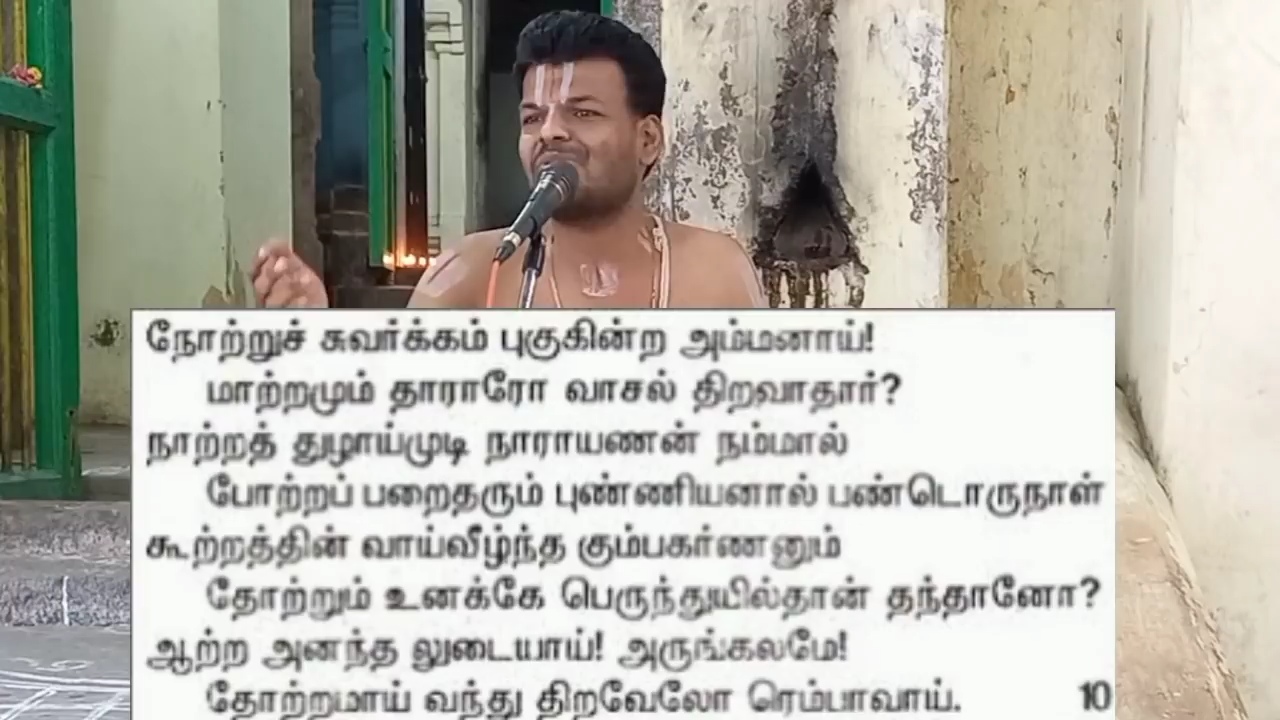 நோற்றுச் சுவர்க்கம் புகுகின்ற அம்மனாய்!
மாற்றமும் தாராரோ வாசல் திறவாதார்?
நாற்றத் துழாய்முடி நாராயணன் நம்மால்
போற்றப் பறைதரும் புண்ணியனால் பண்டொருநாள்
கூற்றத்தின் வாய்வீழ்ந்த கும்பகர்ணனும்
தோற்றும் உனக்கே பெருந்துயில்தான் தந்தானோ?
ஆற்ற அனந்த லுடையாய்! அருங்கலமே!
தோற்றமாய் வந்து திறவேலோ ரெம்பாவாய். 10